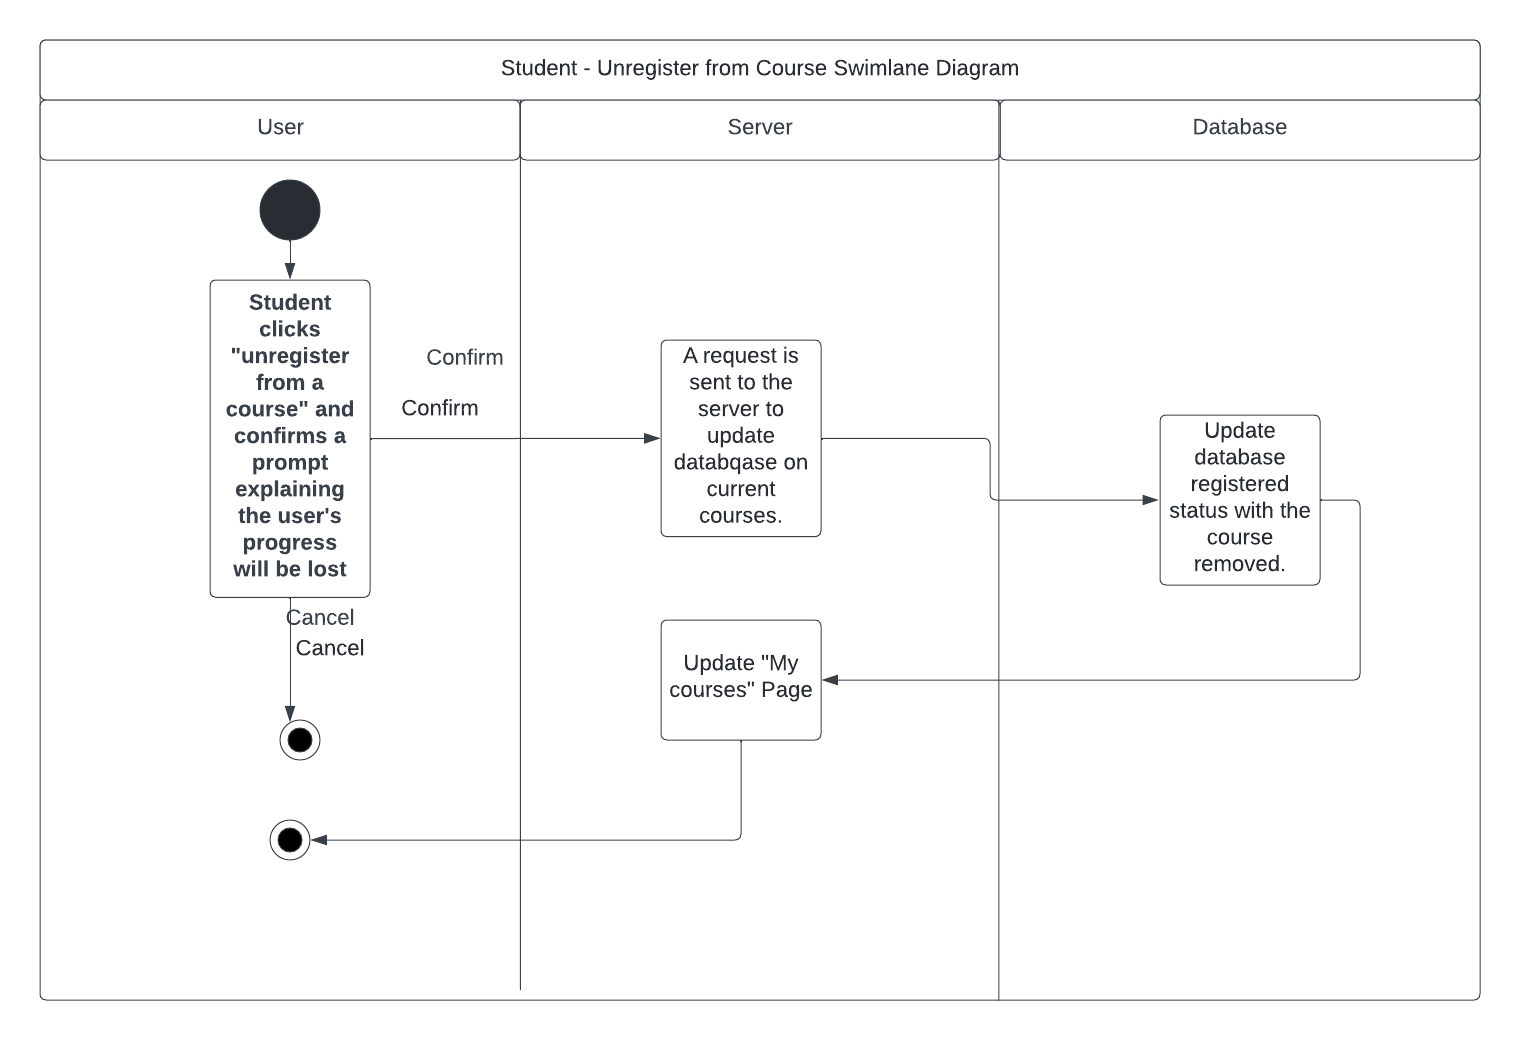 Student - Unregister from Course Swimlane Diagram
User
Server
Database
Student
clicks
"unregister
from a
course" and
confirms a
prompt
explaining
the user's
progress
will be lost
Confirm
Confirm
Cancel
Cancel
A request is
sent to the
server to
update
databqase on
current
courses.
Update
database
registered
status with the
course
removed.
Update "My
courses" Page